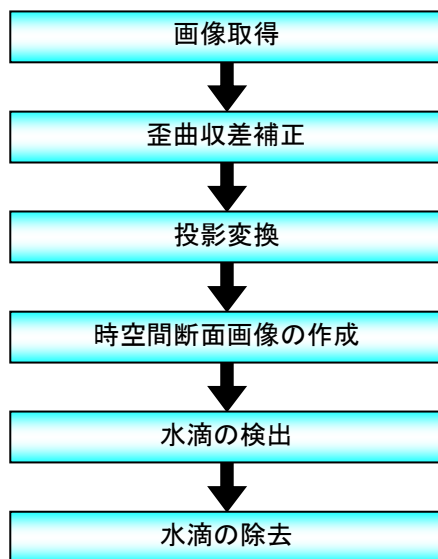 画像取得
歪曲収差補正
投影変換
時空間断面画像の作成
水滴の検出
水滴の除去